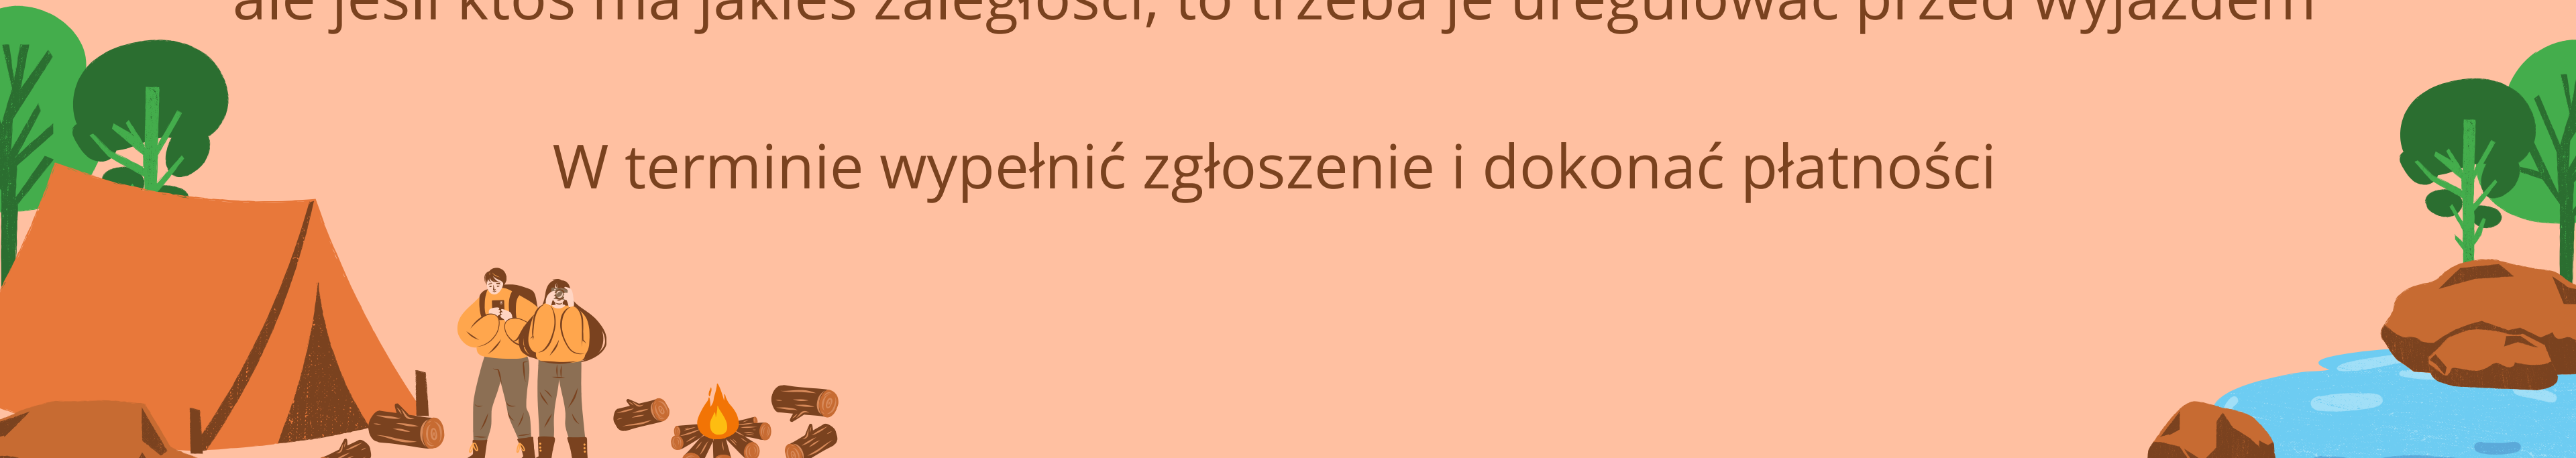 ale jeśli ktoś ma jakieś zaległości, to trzeba je uregulować przed wyjazdem
W terminie wypełnić zgłoszenie i dokonać płatności